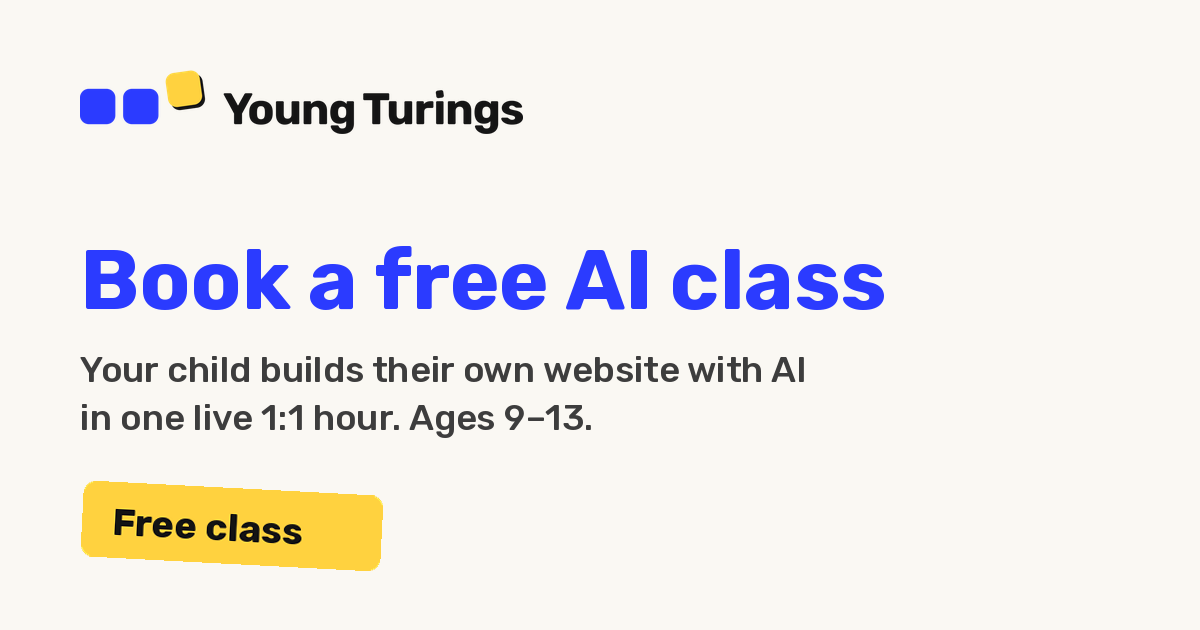 Young Turings
Book a free AI class
Your child builds their own website with AI
in one live 1:1 hour. Ages 9–13.
Free class